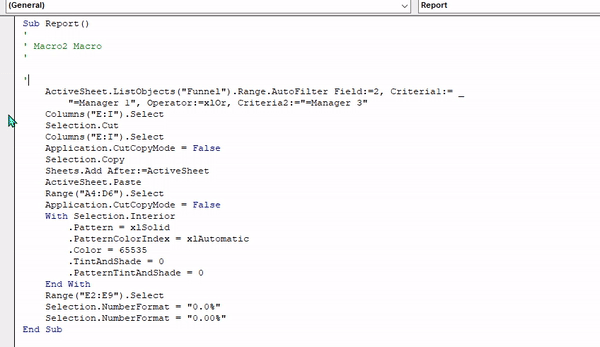 (General)
Report
Sub Report()
'
' Macro2 Macro
'
'
ActiveSheet.ListObjects("Funnel").Range.AutoFilter Field:=2, Criteria1:= _
"=Manager 1", Operator:=xlOr, Criteria2:="=Manager 3"
Columns("E:I").Select
Selection.Cut
Columns("E:I").Select
Application.CutCopyMode = False
Selection.Copy
Sheets.Add After:=ActiveSheet
ActiveSheet.Paste
Range("A4:D6").Select
Application.CutCopyMode = False
With Selection.Interior
.Pattern = xlSolid
.PatternColorIndex = xlAutomatic
.Color = 65535
.TintAndShade = 0
.PatternTintAndShade = 0
End With
Range("E2:E9").Select
Selection.NumberFormat = "0.0%"
Selection.NumberFormat = "0.00%"
End Sub